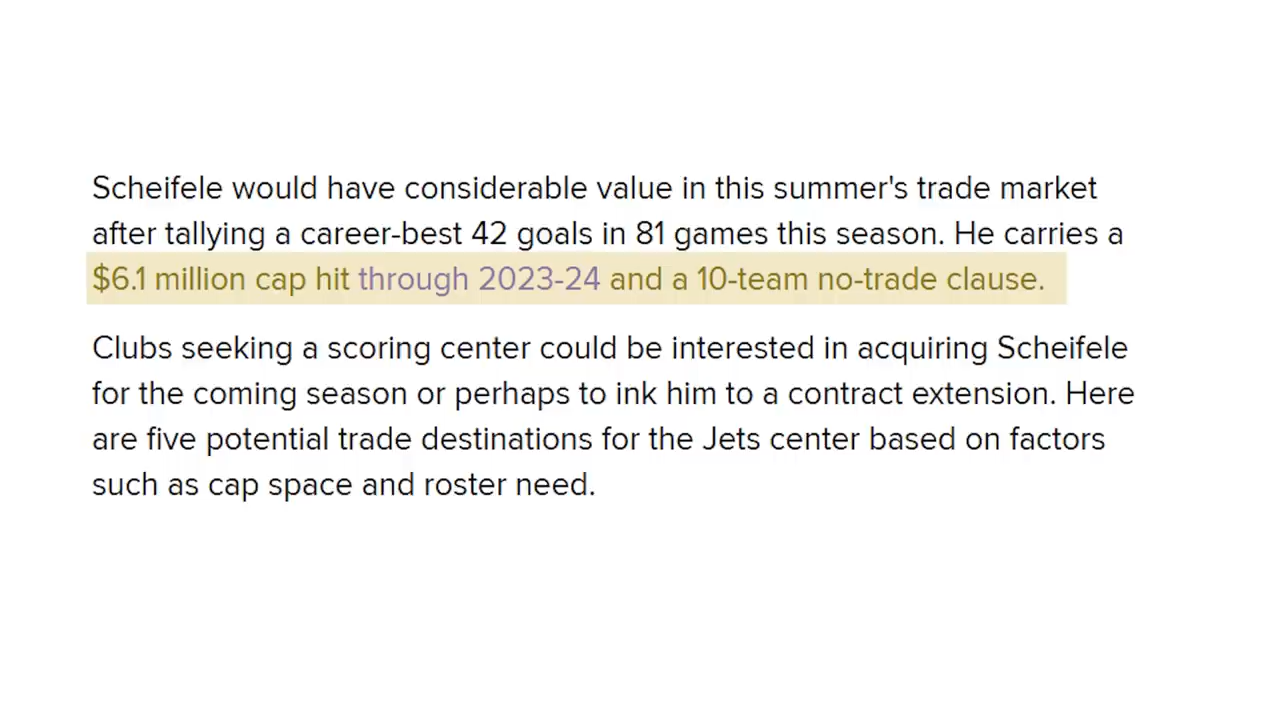 Scheifele would have considerable value in this summer's trade market
after tallying a career-best 42 goals in 81 games this season. He carries a
$6.1 million cap hit through 2023-24 and a 10-team no-trade clause.
Clubs seeking a scoring center could be interested in acquiring Scheifele
for the coming season or perhaps to ink him to a contract extension. Here
are five potential trade destinations for the Jets center based on factors
such as cap space and roster need.